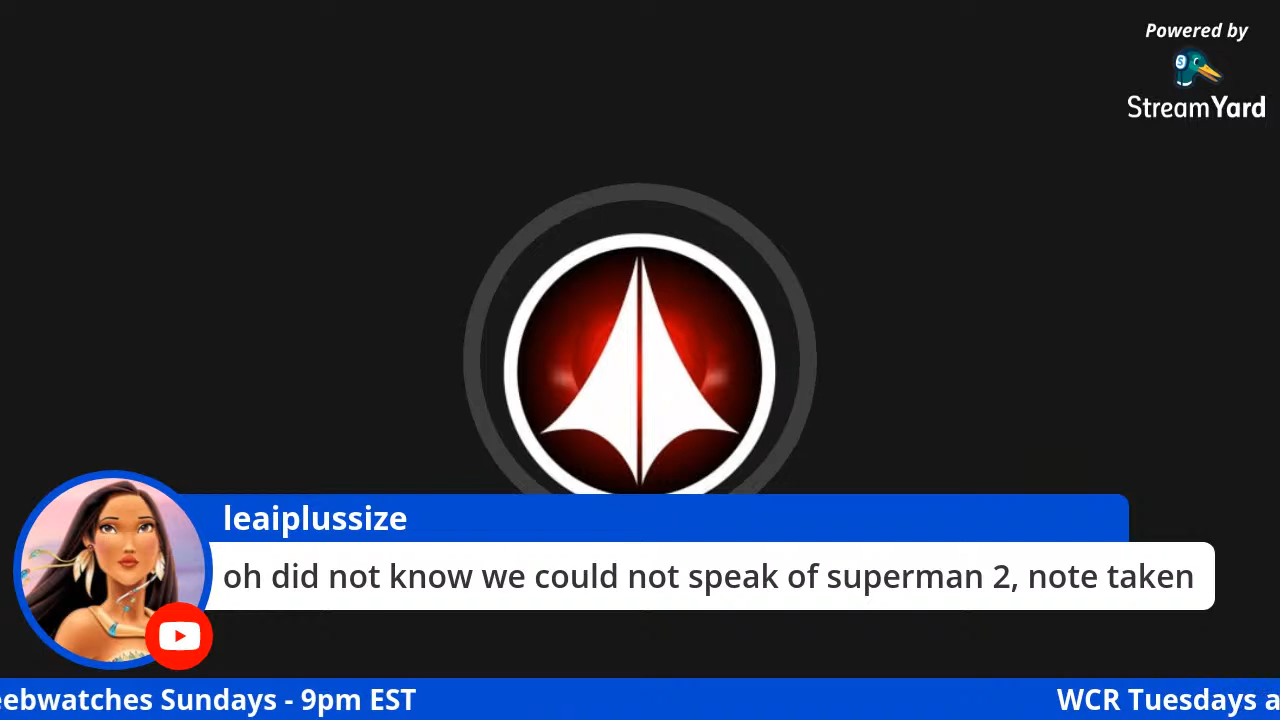 Powered by
StreamYard
leaiplussize
oh did not know we could not speak of superman 2, note taken
eebwatches Sundays - 9pm EST
WCR Tuesdays a